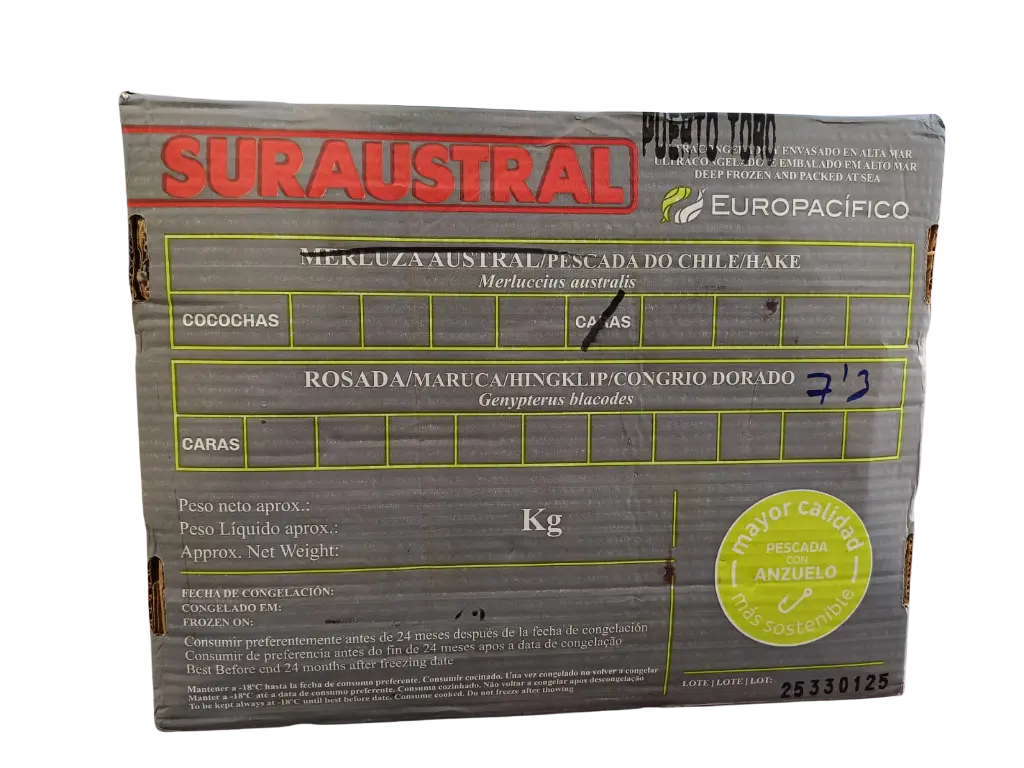 PUERTO TORO
SURAUSTRAL
ULTRACONGELADO Y ENVASADO EN ALTA MAR
ULTRACONGELADO E EMBALADO EM ALTO MAR
DEEP FROZEN AND PACKED AT SEA
EUROPACÍFICO
MERLUZA AUSTRAL/PESCADA DO CHILE/HAKE
Merluccius australis
COCOCHAS CARAS
ROSADA/MARUCA/HINGKLIP/CONGRIO DORADO 7'3
Genypterus blacodes
CARAS
Peso neto aprox.:
Peso Líquido aprox.:
Approx. Net Weight:
Kg
mayor calidad
PESCADA
CON
ANZUELO
más sostenible
FECHA DE CONGELACIÓN:
CONGELADO EM:
FROZEN ON:
Consumir preferentemente antes de 24 meses después de la fecha de congelación
Consumir de preferencia antes do fin de 24 meses apos a data de congelação
Best Before end 24 months after freezing date
Mantener a -18ºC hasta la fecha de consumo preferente. Consumir cocinado. Una vez congelado no volver a congelar
Manter a -18ºC até a data de consumo preferente. Consuma cozinhado. Não voltar a congelar apos descongelação
To be kept always at -18ºC until best before date. Consume cooked. Do not freeze after thowing
LOTE | LOTE | LOT: 25330125